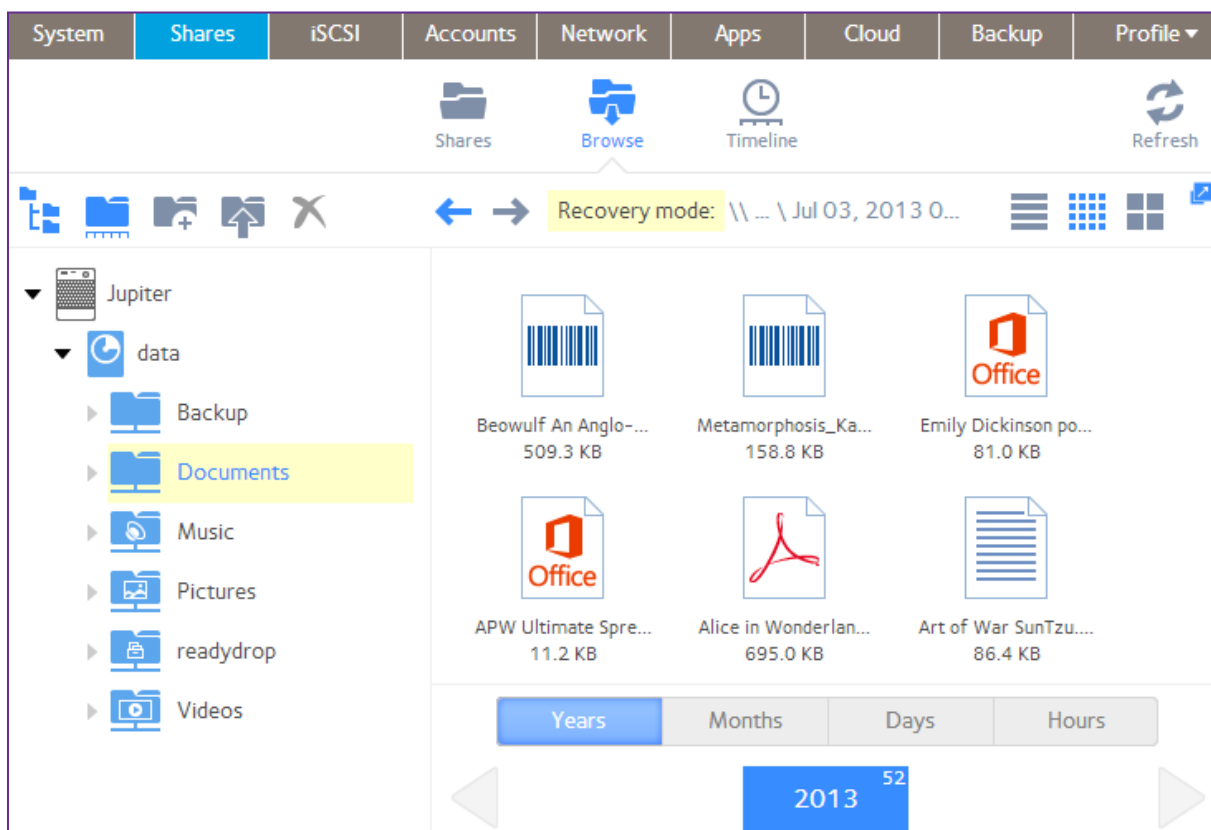 System Shares iSCSI Accounts Network Apps Cloud Backup Profile
Shares Browse Timeline Refresh
Recovery mode: \\ ... \ Jul 03, 2013 0...
Jupiter
data
Backup
Documents
Music
Pictures
readydrop
Videos
Office
Beowulf An Anglo-... Metamorphosis_Ka... Emily Dickinson po...
509.3 KB 158.8 KB 81.0 KB
Office
APW Ultimate Spre... Alice in Wonderlan... Art of War SunTzu....
11.2 KB 695.0 KB 86.4 KB
Years Months Days Hours
2013 52